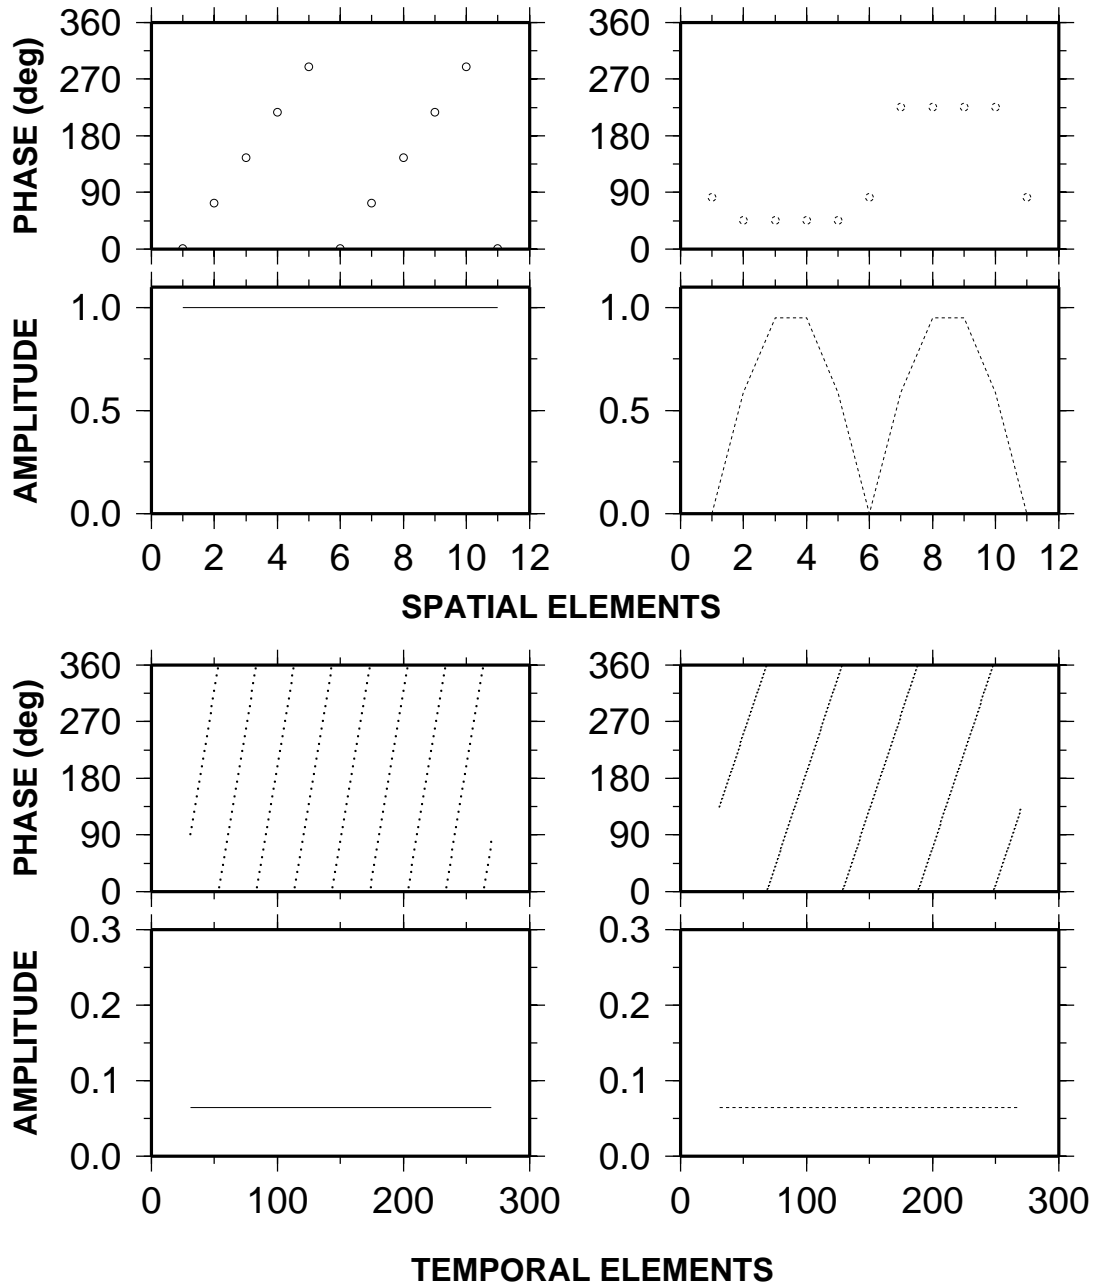 360 360
PHASE (deg)
270 270
180 180
90 90
0 0
AMPLITUDE
1.0 1.0
0.5 0.5
0.0 0.0
0 2 4 6 8 10 12 0 2 4 6 8 10 12
SPATIAL ELEMENTS
360 360
PHASE (deg)
270 270
180 180
90 90
0 0
AMPLITUDE
0.3 0.3
0.2 0.2
0.1 0.1
0.0 0.0
0 100 200 300 0 100 200 300
TEMPORAL ELEMENTS